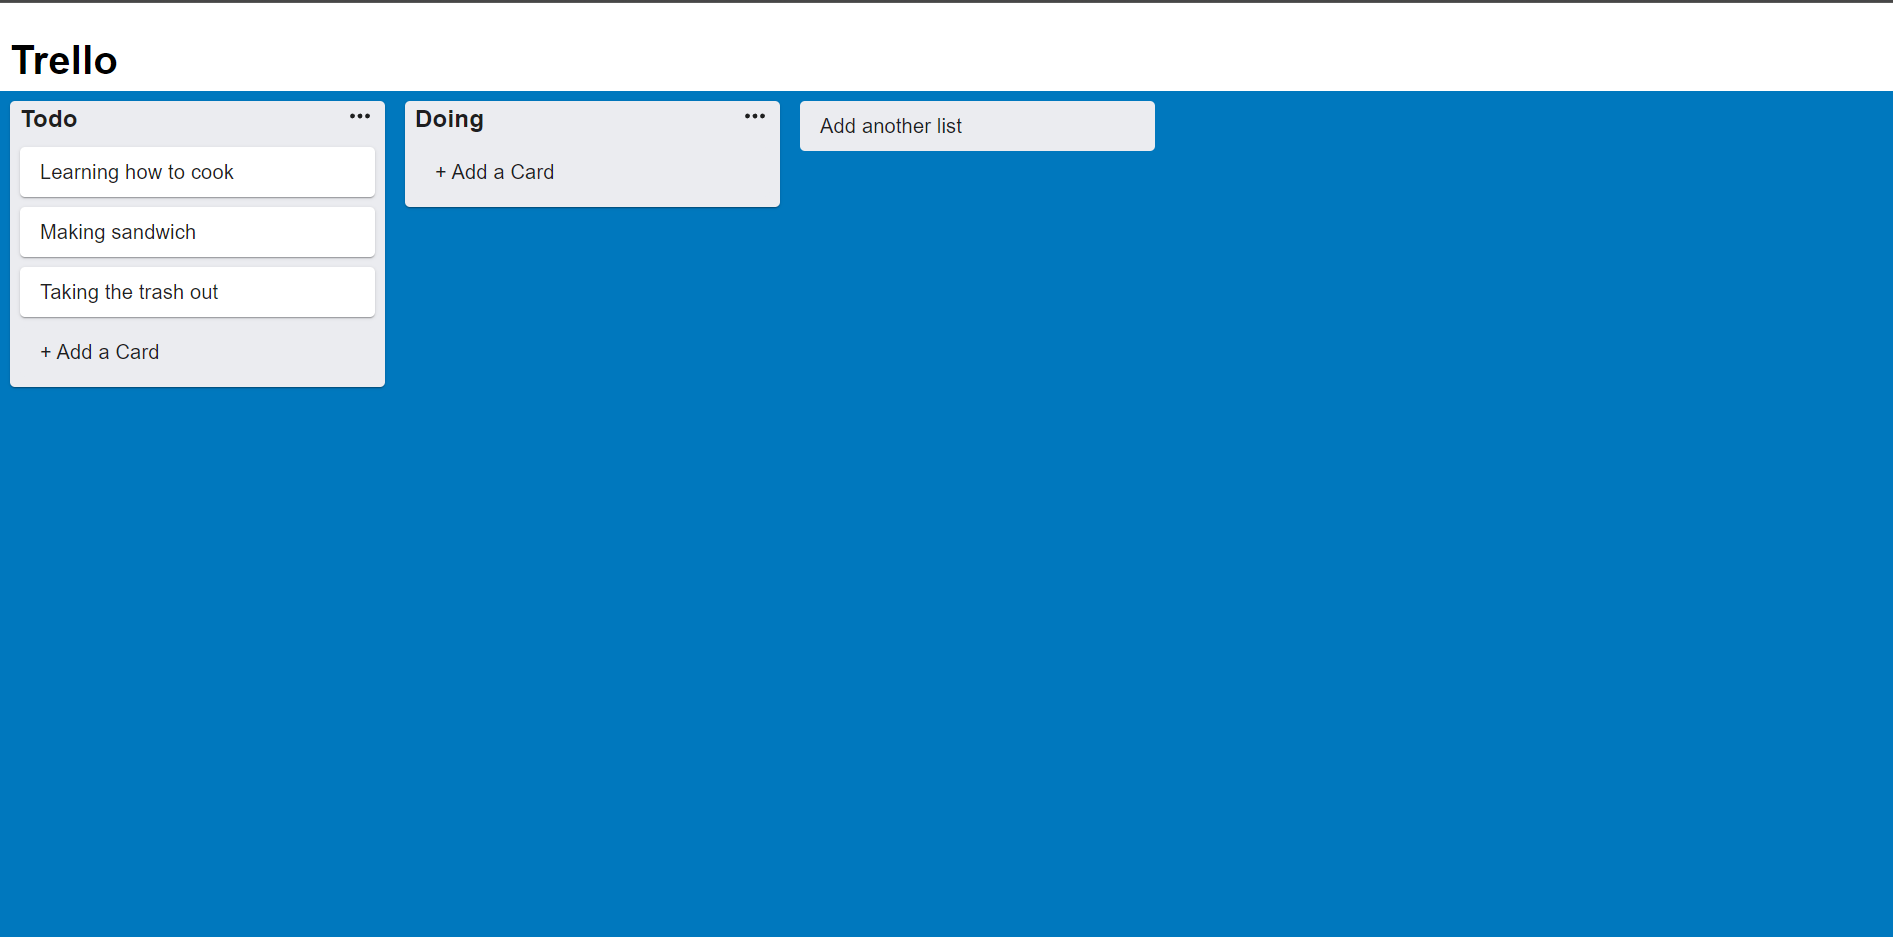 Trello
Todo
Learning how to cook
Making sandwich
Taking the trash out
+ Add a Card
Doing
+ Add a Card
Add another list